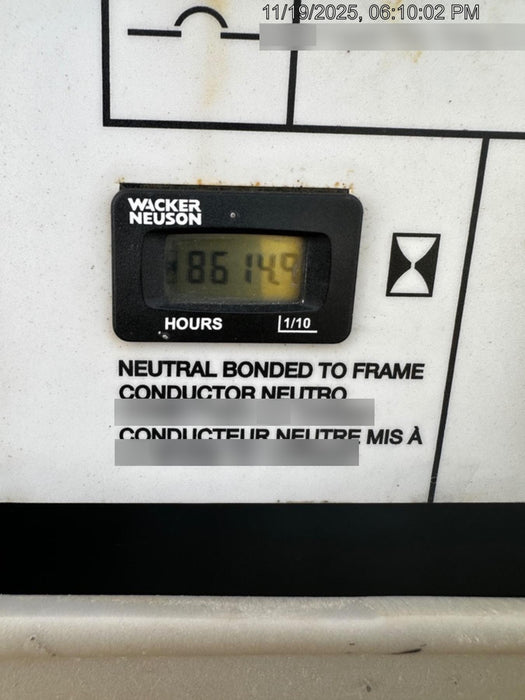 11/19/2025, 06:10:02 PM
WACKER
NEUSON
8614.9
HOURS 1/10
NEUTRAL BONDED TO FRAME
CONDUCTOR NEUTRO
CONDUCTEUR NEUTRE MIS À